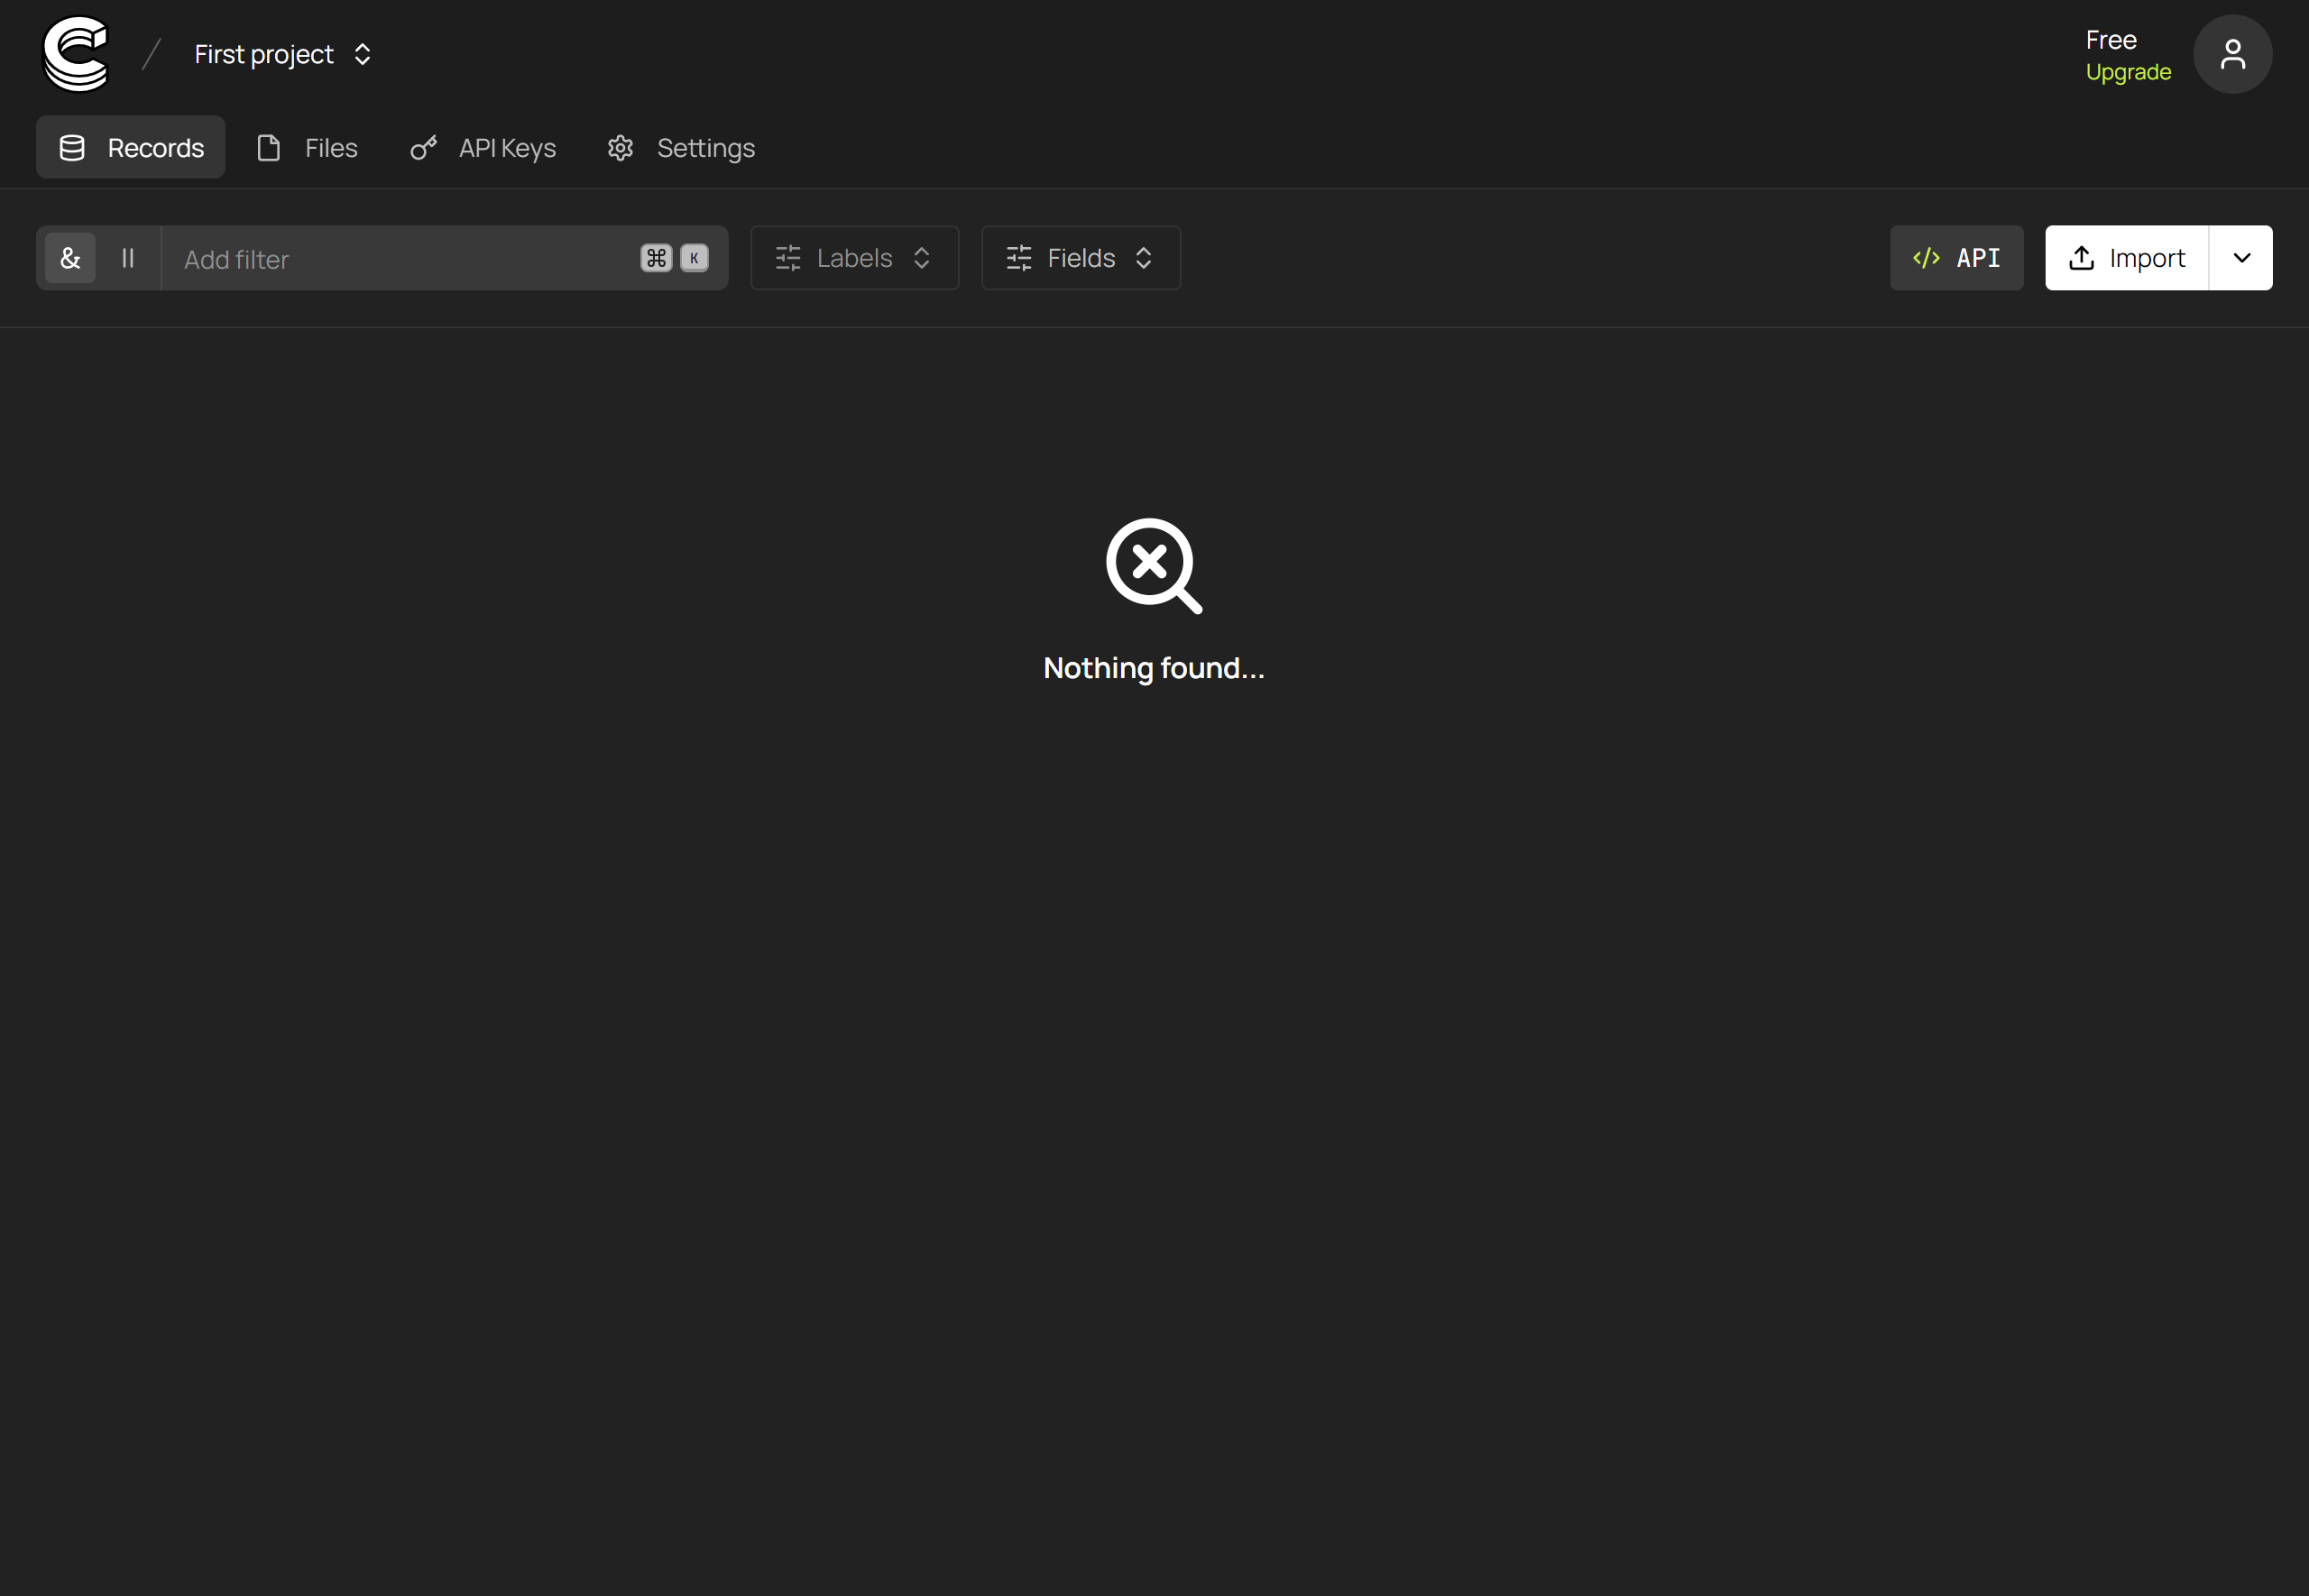 First project
Free
Upgrade
Records
Files
API Keys
Settings
&
||
Add filter
⌘ K
Labels
Fields
</> API
Import
Nothing found...